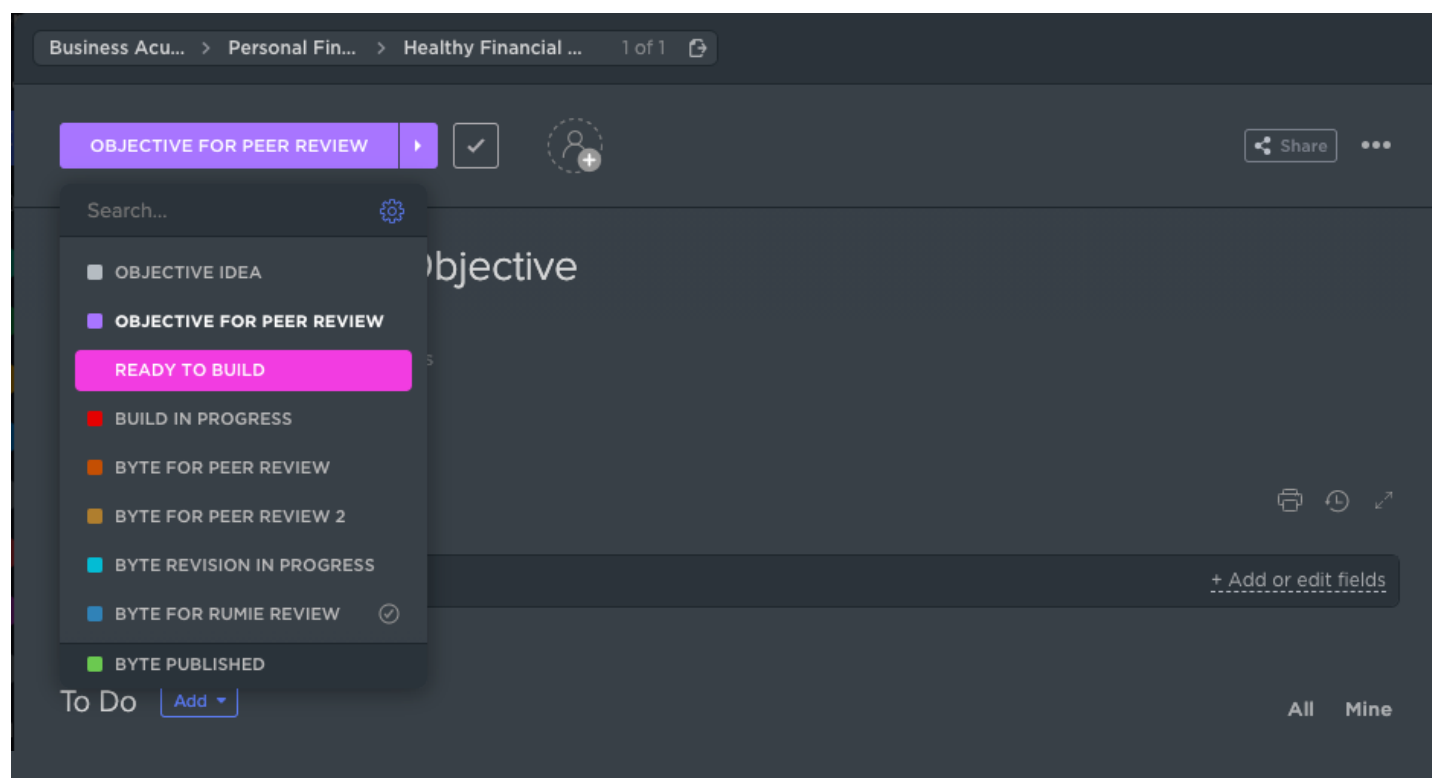 Business Acu... > Personal Fin... > Healthy Financial ... 1 of 1
OBJECTIVE FOR PEER REVIEW
Share
Search...
bjective
OBJECTIVE IDEA
OBJECTIVE FOR PEER REVIEW
READY TO BUILD
s
BUILD IN PROGRESS
BYTE FOR PEER REVIEW
BYTE FOR PEER REVIEW 2
BYTE REVISION IN PROGRESS
+ Add or edit fields
BYTE FOR RUMIE REVIEW
BYTE PUBLISHED
To Do Add
All Mine